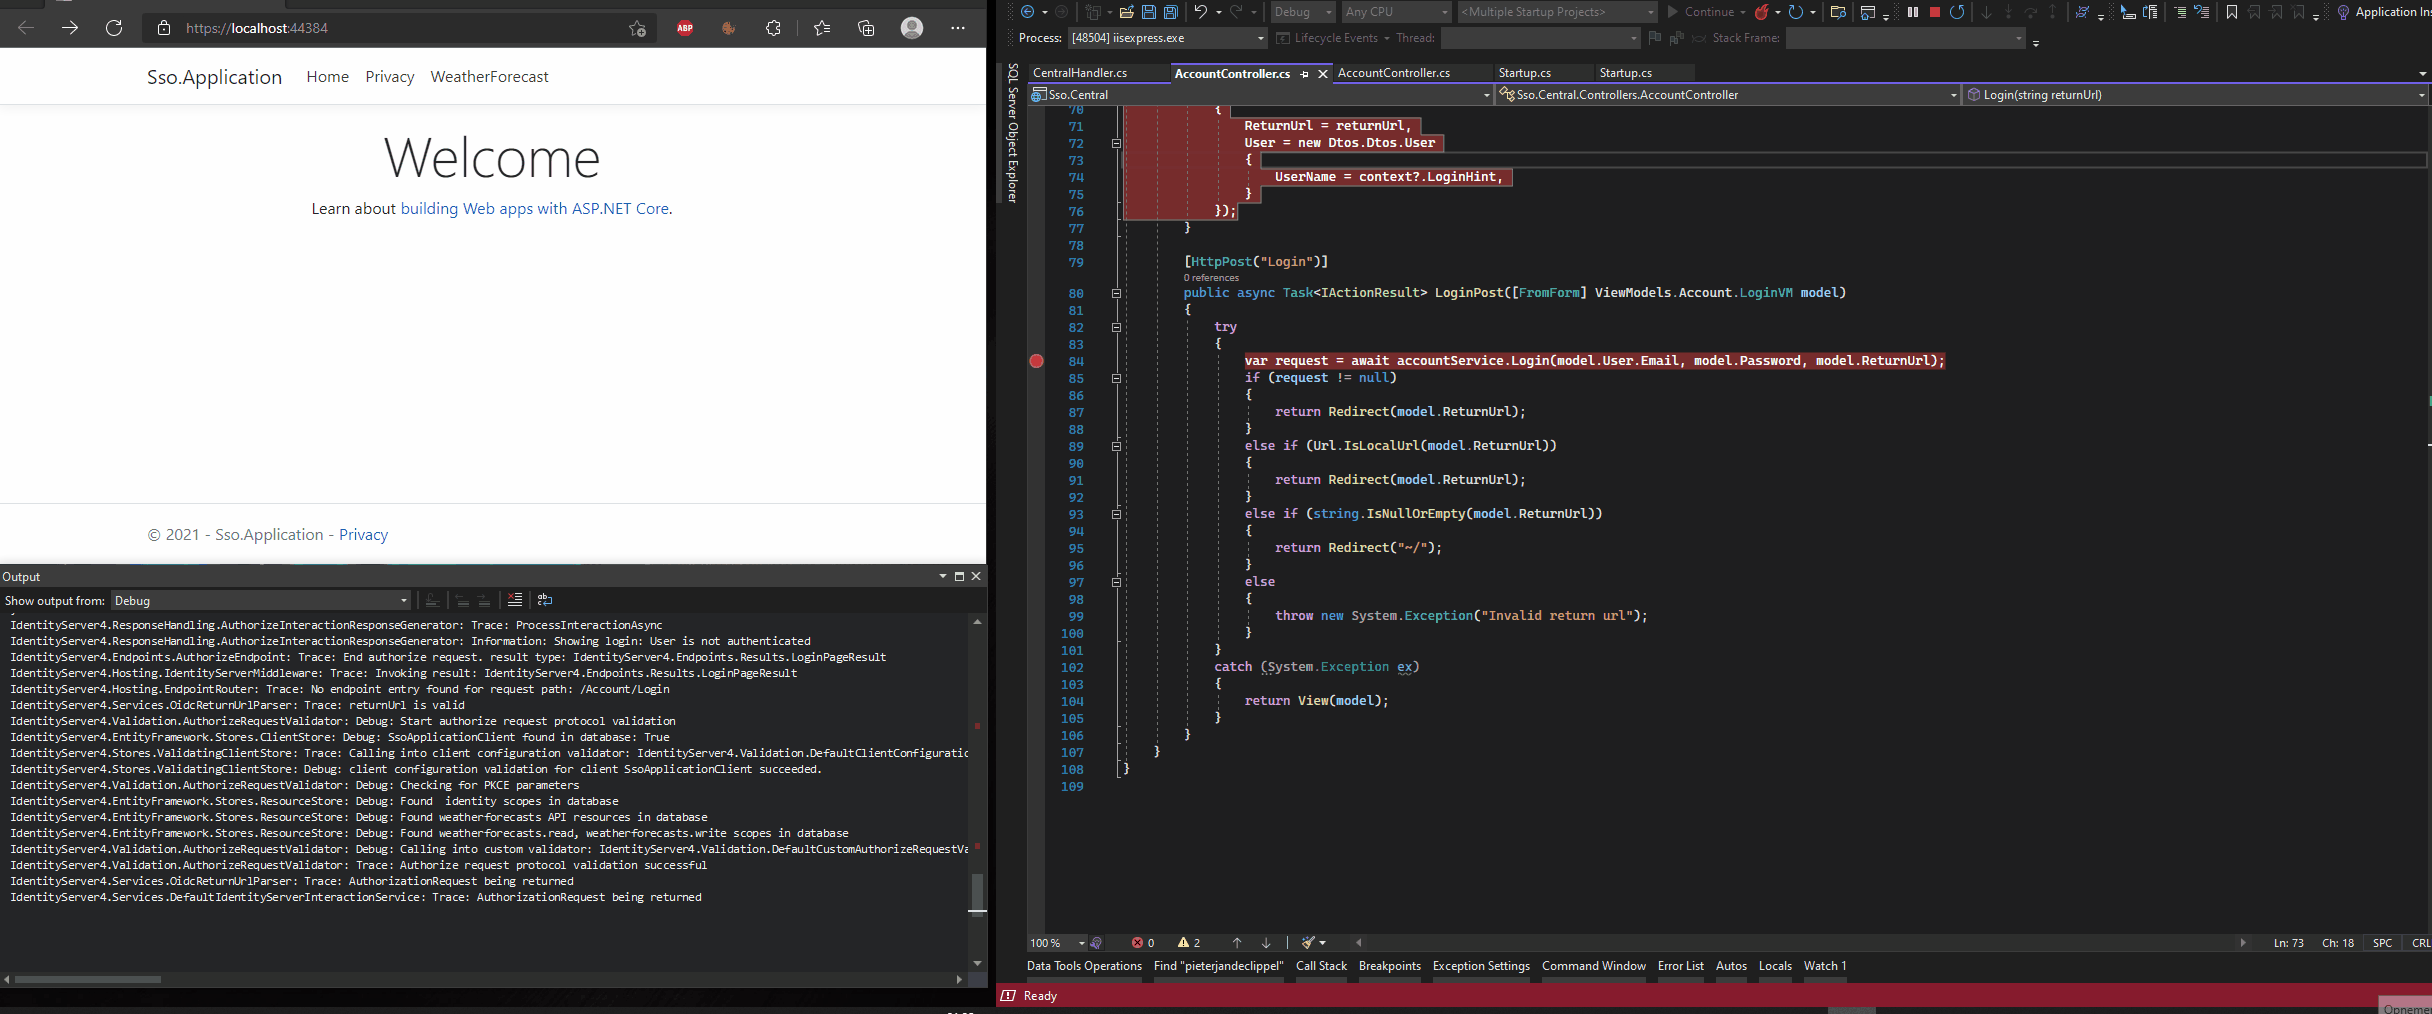 https://localhost:44384
ABP
Sso.Application Home Privacy WeatherForecast
Welcome
Learn about building Web apps with ASP.NET Core.
© 2021 - Sso.Application - Privacy
Output
Show output from: Debug
IdentityServer4.ResponseHandling.AuthorizeInteractionResponseGenerator: Trace: ProcessInteractionAsync
IdentityServer4.ResponseHandling.AuthorizeInteractionResponseGenerator: Information: Showing login: User is not authenticated
IdentityServer4.Endpoints.AuthorizeEndpoint: Trace: End authorize request. result type: IdentityServer4.Endpoints.Results.LoginPageResult
IdentityServer4.Hosting.IdentityServerMiddleware: Trace: Invoking result: IdentityServer4.Endpoints.Results.LoginPageResult
IdentityServer4.Hosting.EndpointRouter: Trace: No endpoint entry found for request path: /Account/Login
IdentityServer4.Services.OidcReturnUrlParser: Trace: returnUrl is valid
IdentityServer4.Validation.AuthorizeRequestValidator: Debug: Start authorize request protocol validation
IdentityServer4.EntityFramework.Stores.ClientStore: Debug: SsoApplicationClient found in database: True
IdentityServer4.Stores.ValidatingClientStore: Trace: Calling into client configuration validator: IdentityServer4.Validation.DefaultClientConfiguratio
IdentityServer4.Stores.ValidatingClientStore: Debug: client configuration validation for client SsoApplicationClient succeeded.
IdentityServer4.Validation.AuthorizeRequestValidator: Debug: Checking for PKCE parameters
IdentityServer4.EntityFramework.Stores.ResourceStore: Debug: Found  identity scopes in database
IdentityServer4.EntityFramework.Stores.ResourceStore: Debug: Found weatherforecasts API resources in database
IdentityServer4.EntityFramework.Stores.ResourceStore: Debug: Found weatherforecasts.read, weatherforecasts.write scopes in database
IdentityServer4.Validation.AuthorizeRequestValidator: Debug: Calling into custom validator: IdentityServer4.Validation.DefaultCustomAuthorizeRequestVa
IdentityServer4.Validation.AuthorizeRequestValidator: Trace: Authorize request protocol validation successful
IdentityServer4.Services.OidcReturnUrlParser: Trace: AuthorizationRequest being returned
IdentityServer4.Services.DefaultIdentityServerInteractionService: Trace: AuthorizationRequest being returned
Debug Any CPU <Multiple Startup Projects> Continue Application Ins
Process: [48504] iisexpress.exe Lifecycle Events Thread: Stack Frame:
SQL Server Object Explorer
CentralHandler.cs AccountController.cs AccountController.cs Startup.cs Startup.cs
Sso.Central Sso.Central.Controllers.AccountController Login(string returnUrl)
70 {
71 ReturnUrl = returnUrl,
72 User = new Dtos.Dtos.User
73 {
74 UserName = context?.LoginHint,
75 }
76 });
77 }
78
79 [HttpPost("Login")]
0 references
80 public async Task<IActionResult> LoginPost([FromForm] ViewModels.Account.LoginVM model)
81 {
82 try
83 {
84 var request = await accountService.Login(model.User.Email, model.Password, model.ReturnUrl);
85 if (request != null)
86 {
87 return Redirect(model.ReturnUrl);
88 }
89 else if (Url.IsLocalUrl(model.ReturnUrl))
90 {
91 return Redirect(model.ReturnUrl);
92 }
93 else if (string.IsNullOrEmpty(model.ReturnUrl))
94 {
95 return Redirect("~/");
96 }
97 else
98 {
99 throw new System.Exception("Invalid return url");
100 }
101 }
102 catch (System.Exception ex)
103 {
104 return View(model);
105 }
106 }
107 }
108 }
109
100 % 0 2 Ln: 73 Ch: 18 SPC CRL
Data Tools Operations Find "pieterjandeclippel" Call Stack Breakpoints Exception Settings Command Window Error List Autos Locals Watch 1
Ready